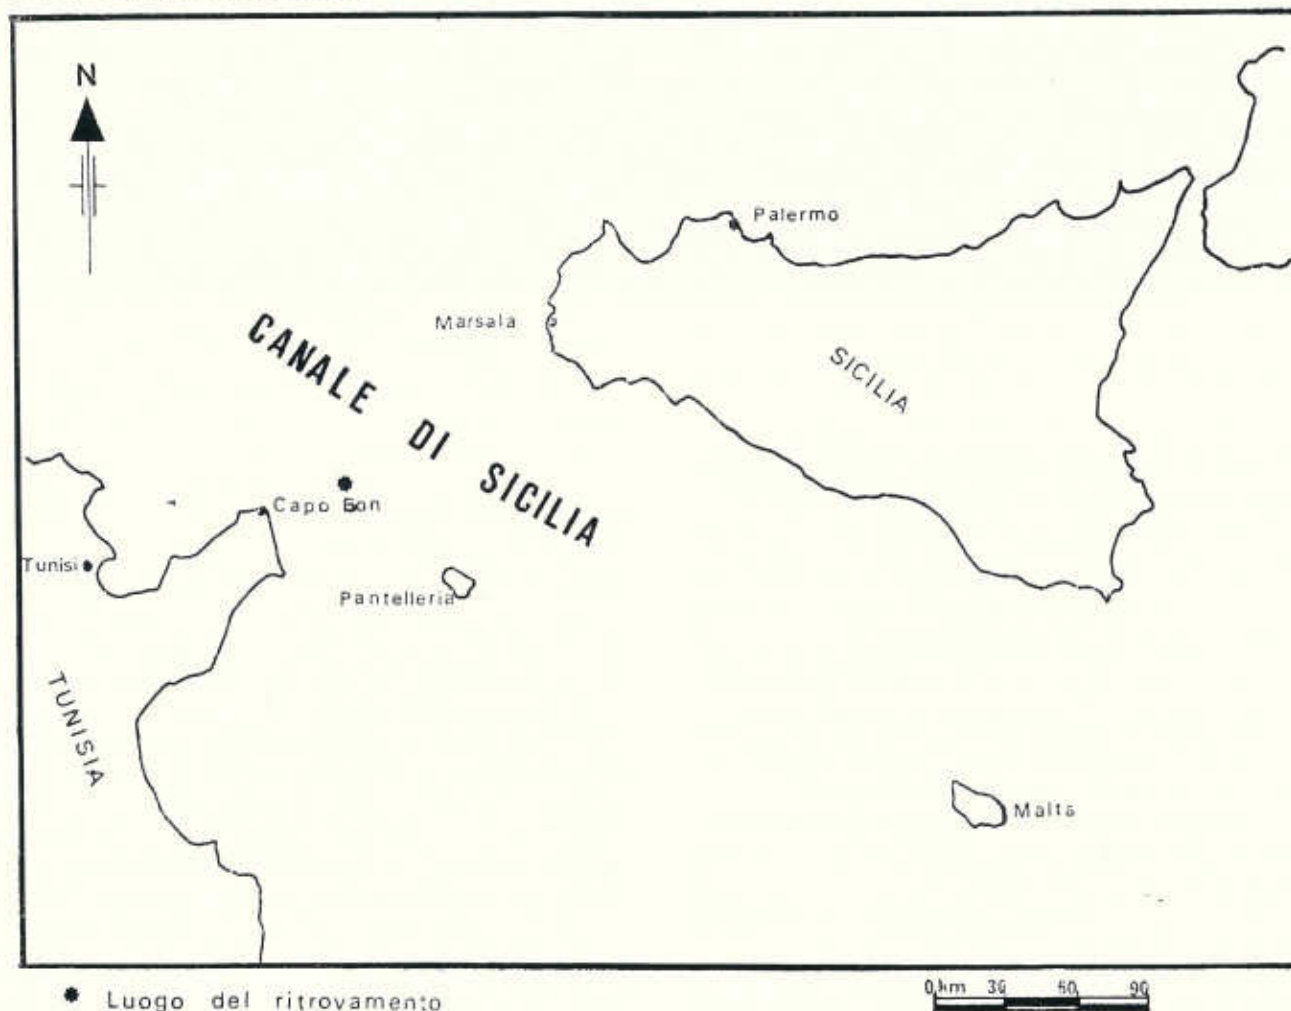 N
Palermo
Marsala
CANALE DI SICILIA
SICILIA
Capo Bon
Tunisi
Pantelleria
TUNISIA
Malta
Luogo del ritrovamento
0 km 30 60 90